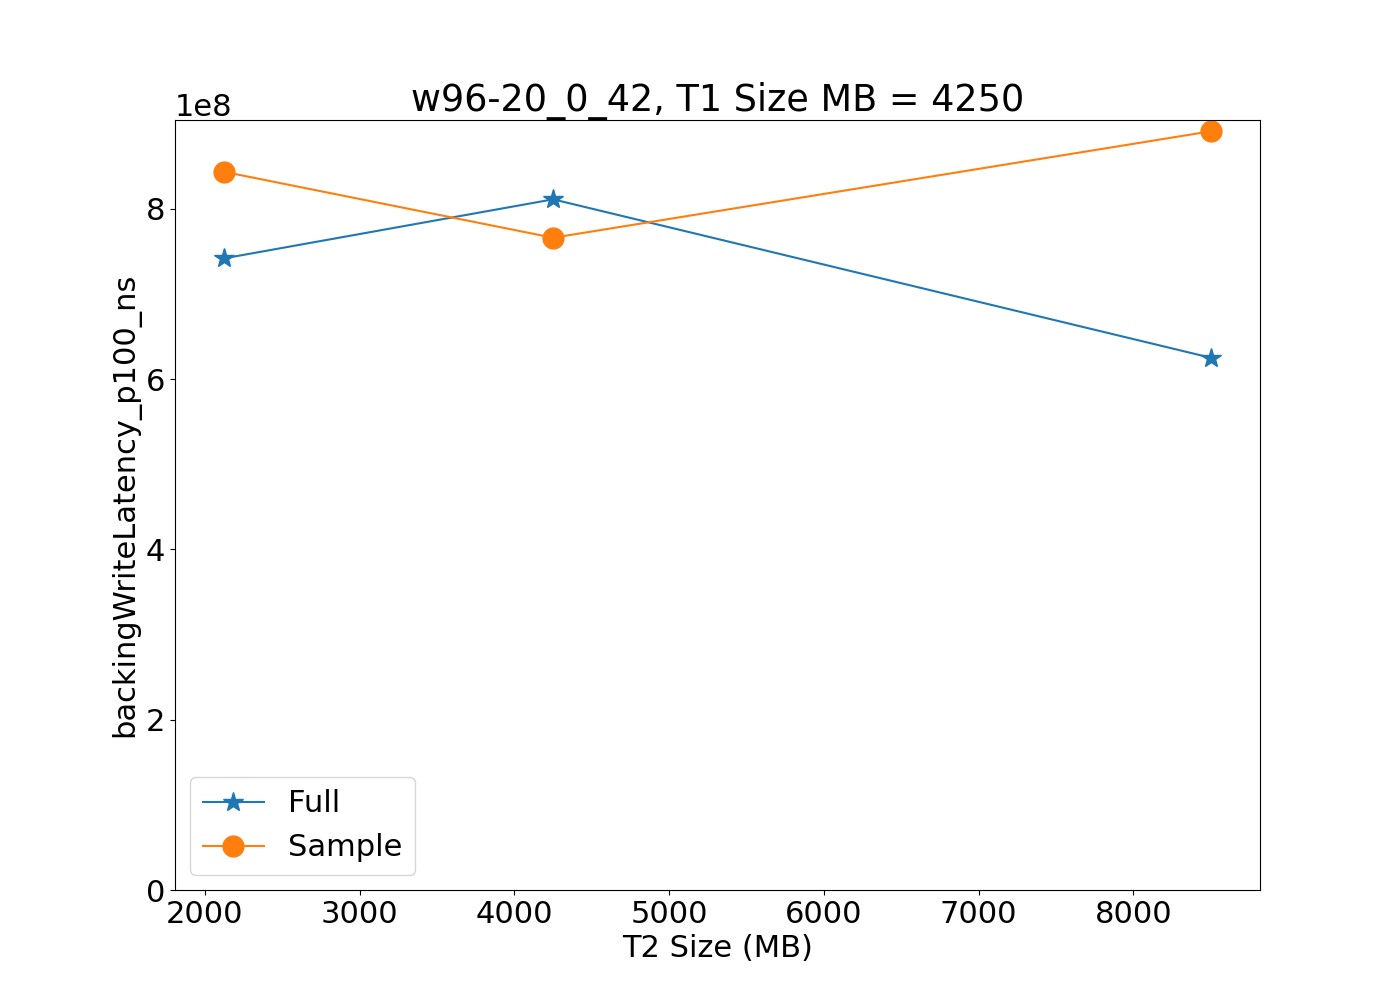 w96-20_0_42, T1 Size MB = 4250
1e8
8
6
4
2
0
backingWriteLatency_p100_ns
Full
Sample
2000 3000 4000 5000 6000 7000 8000
T2 Size (MB)